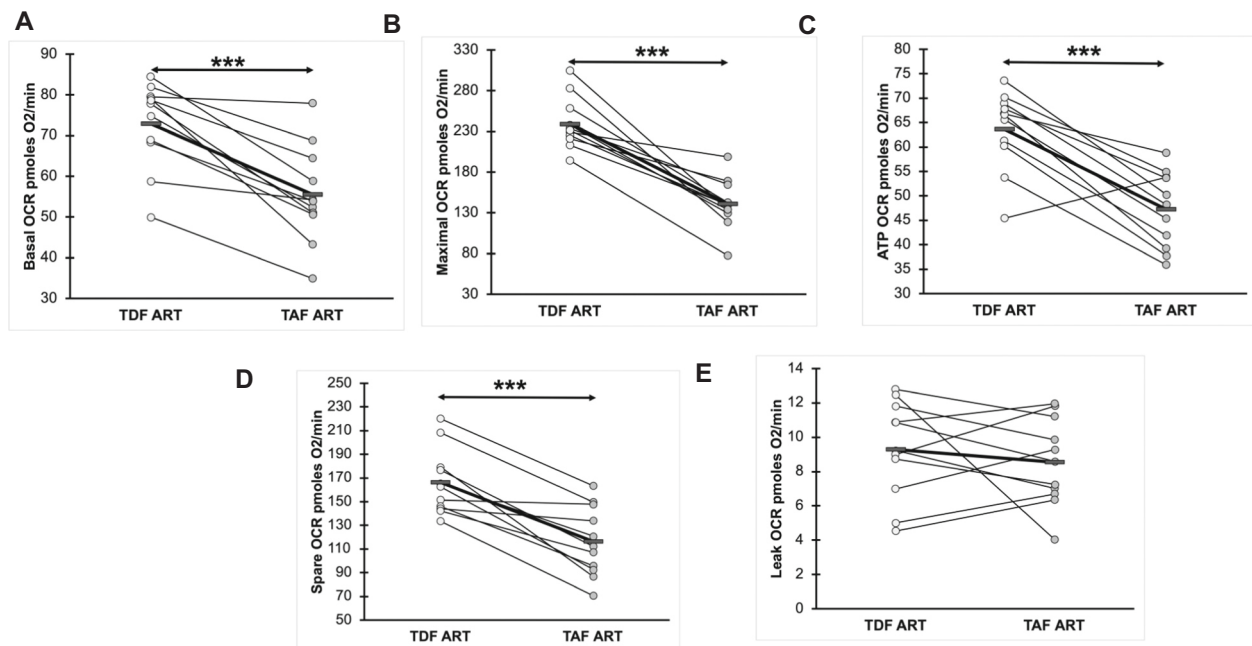 A
Basal OCR pmoles O2/min
90
80
70
60
50
40
30
***
TDF ART
TAF ART
B
Maximal OCR pmoles O2/min
330
280
230
180
130
80
30
***
TDF ART
TAF ART
C
ATP OCR pmoles O2/min
80
75
70
65
60
55
50
45
40
35
30
***
TDF ART
TAF ART
D
Spare OCR pmoles O2/min
250
230
210
190
170
150
130
110
90
70
50
***
TDF ART
TAF ART
E
Leak OCR pmoles O2/min
14
12
10
8
6
4
2
0
TDF ART
TAF ART